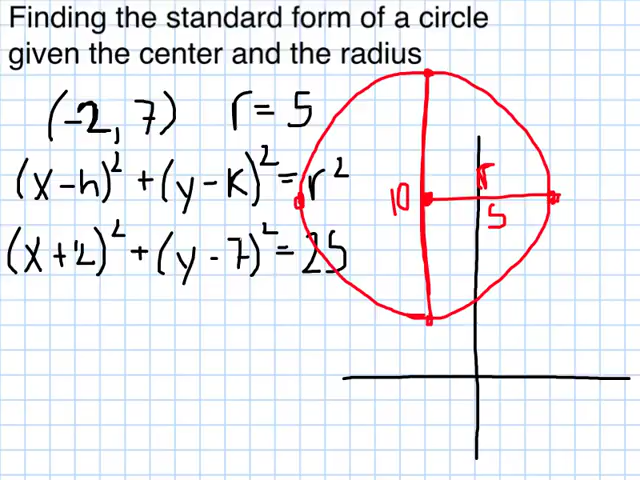 Finding the standard form of a circle
given the center and the radius
(-2, 7) r = 5
(x-h)² + (y-k)² = r²
(x+2)² + (y-7)² = 25
r
10
5